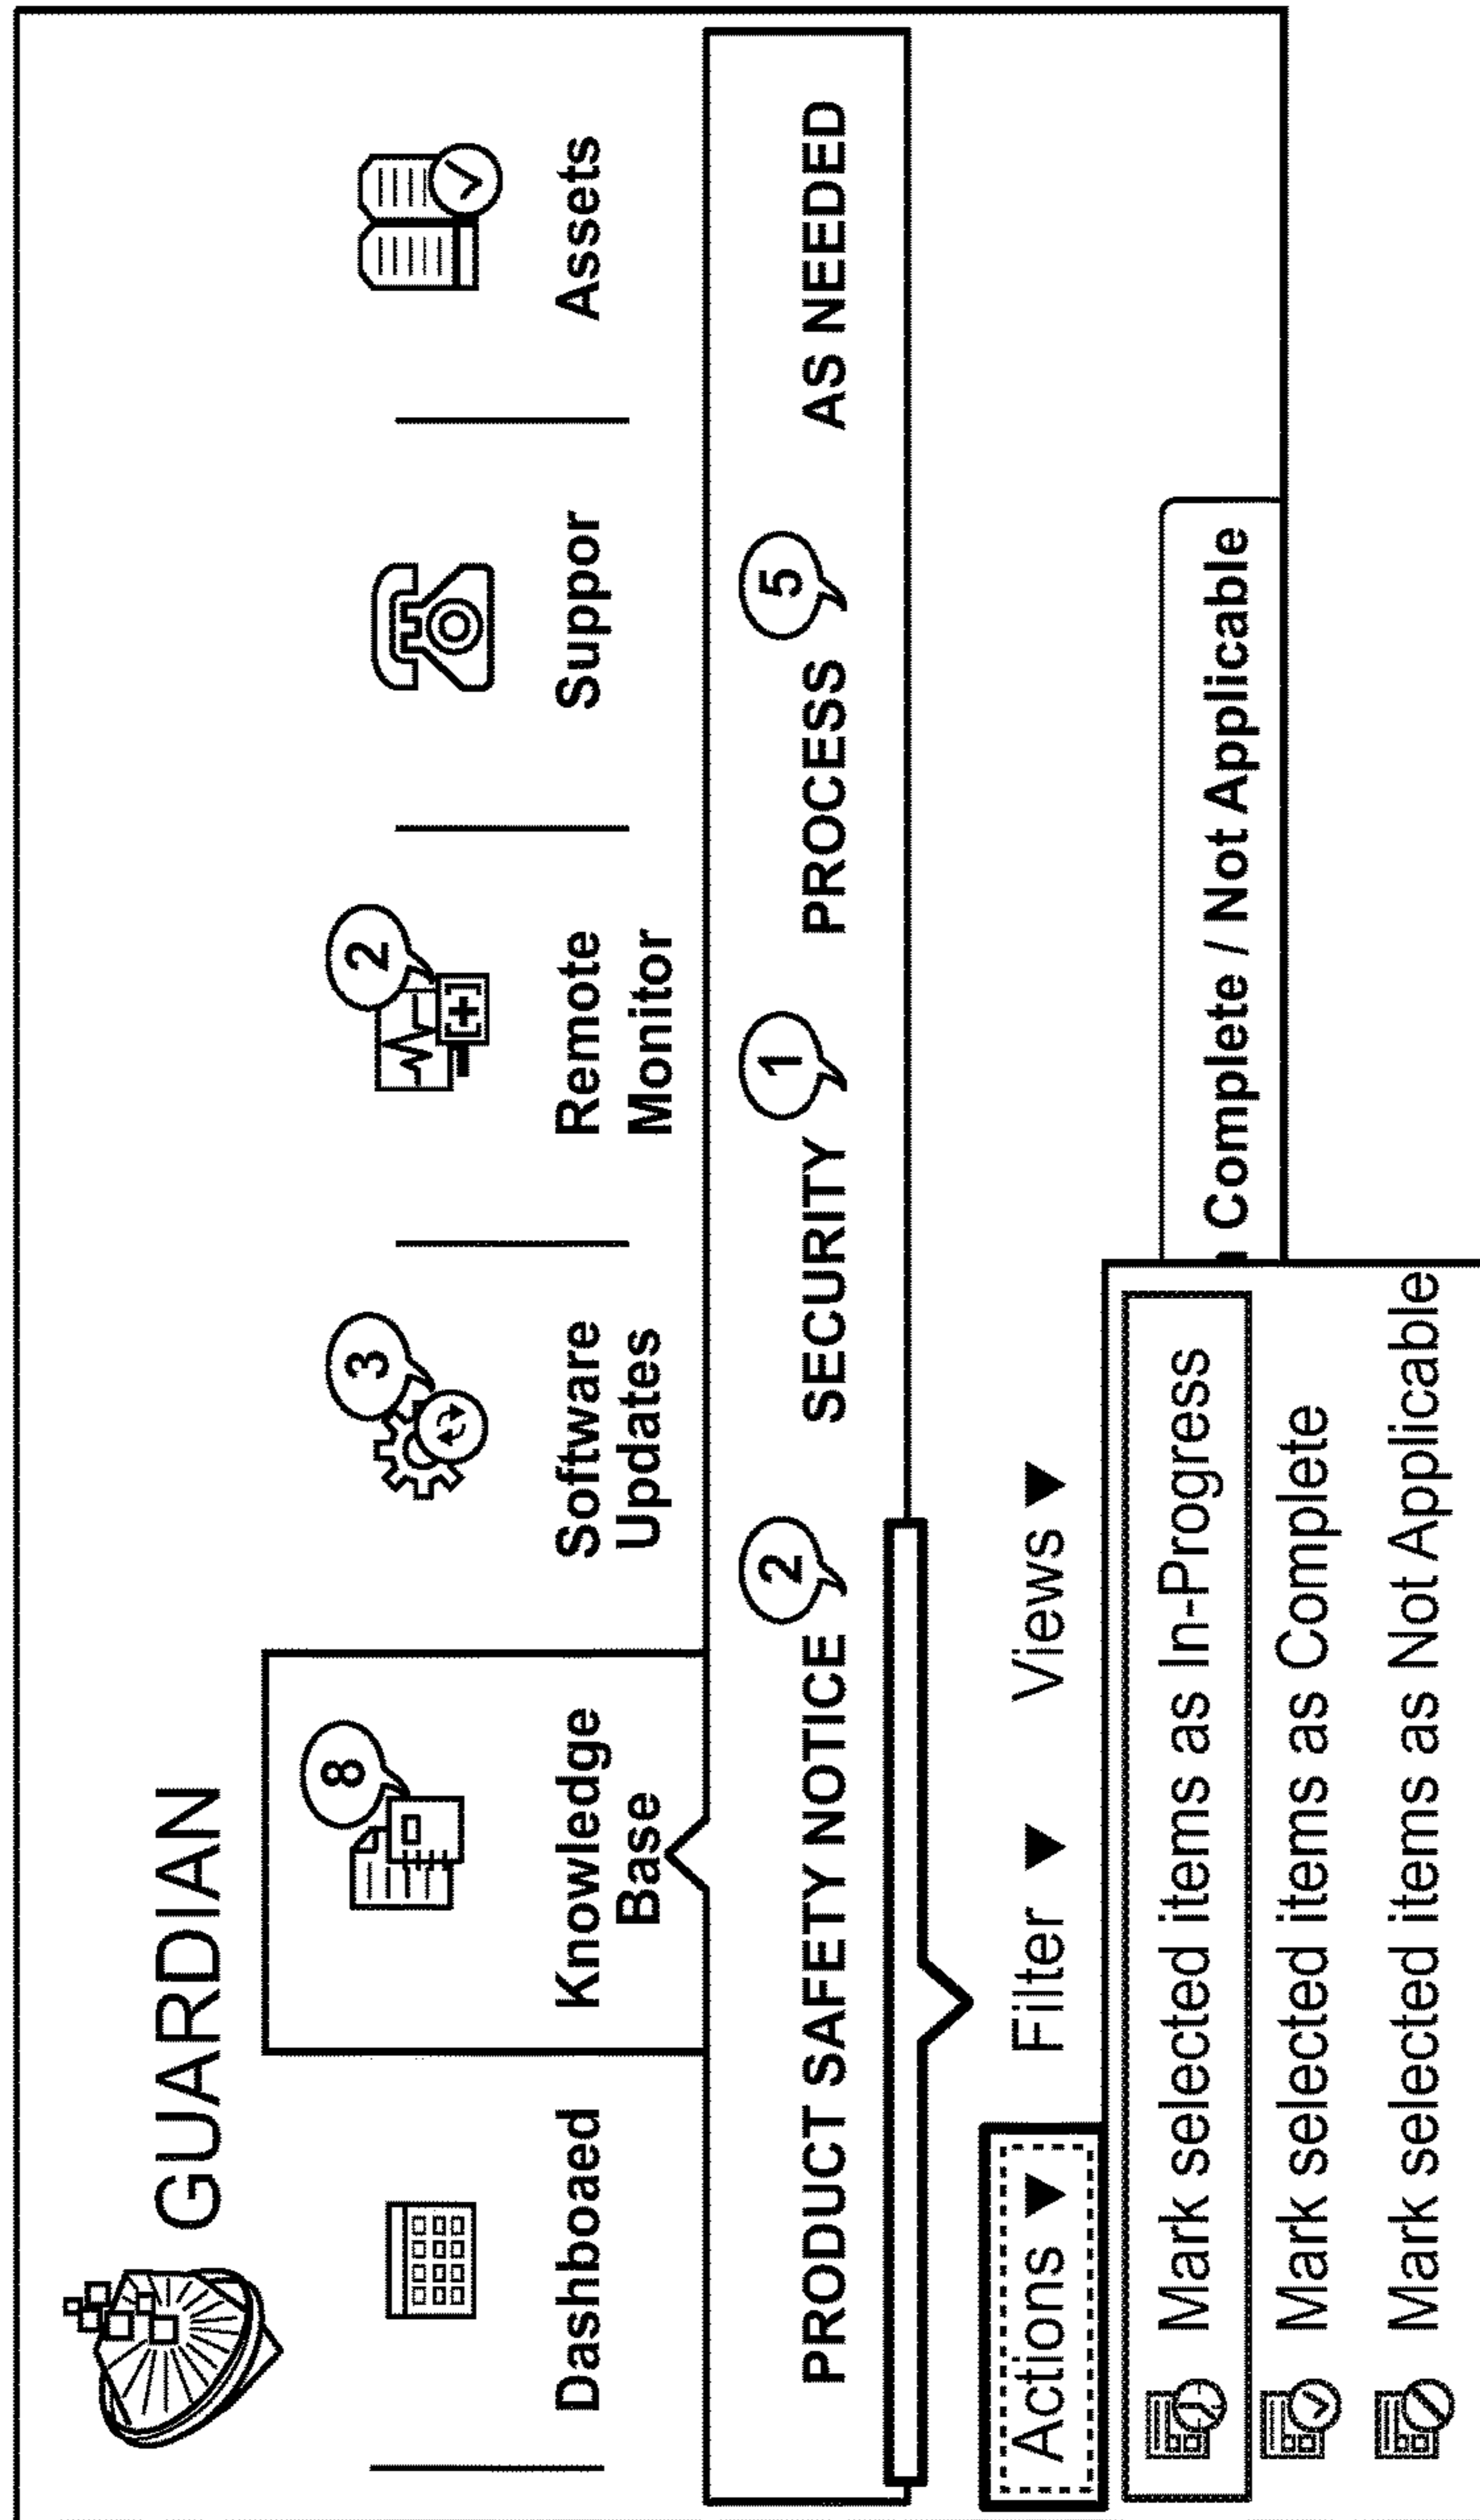 GUARDIAN
8
3
2
Dashboaed
Knowledge
Base
Software
Updates
Remote
Monitor
Suppor
Assets
PRODUCT SAFETY NOTICE 2 SECURITY 1 PROCESS 5 AS NEEDED
Actions ▼ Filter ▼ Views ▼
Mark selected items as In-Progress
Complete / Not Applicable
Mark selected items as Complete
Mark selected items as Not Applicable